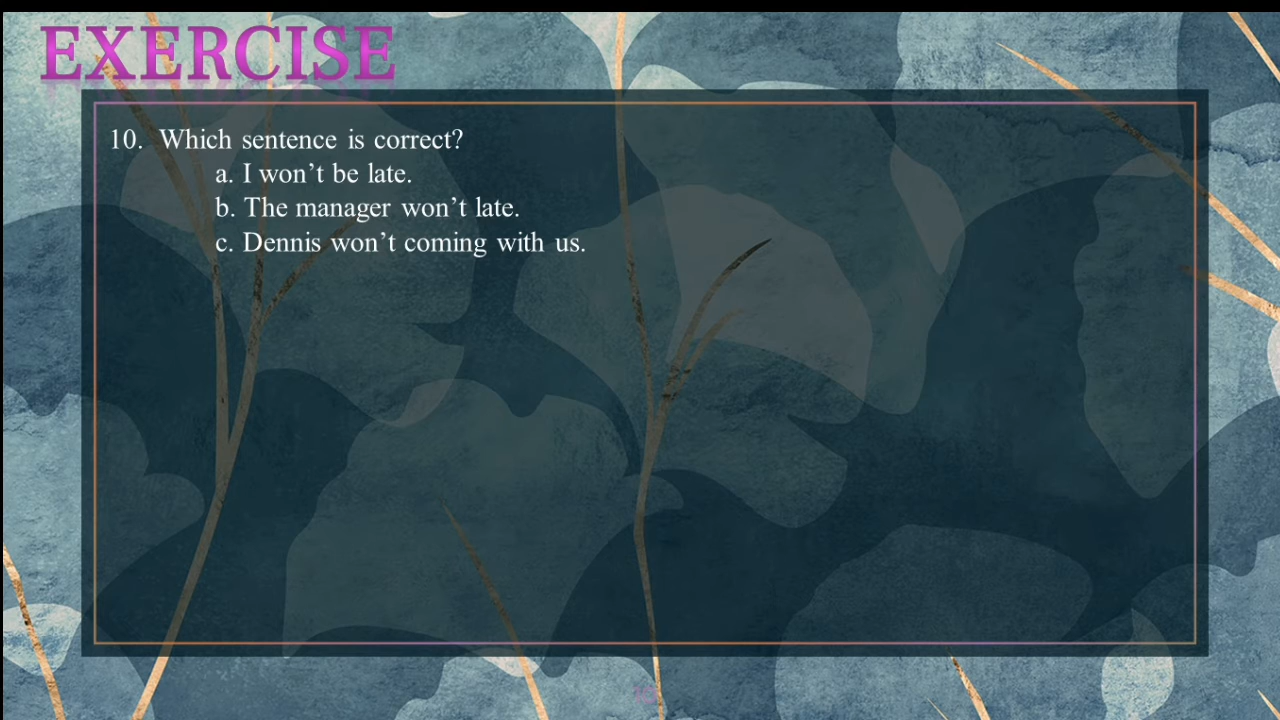 EXERCISE
10. Which sentence is correct?
a. I won’t be late.
b. The manager won’t late.
c. Dennis won’t coming with us.